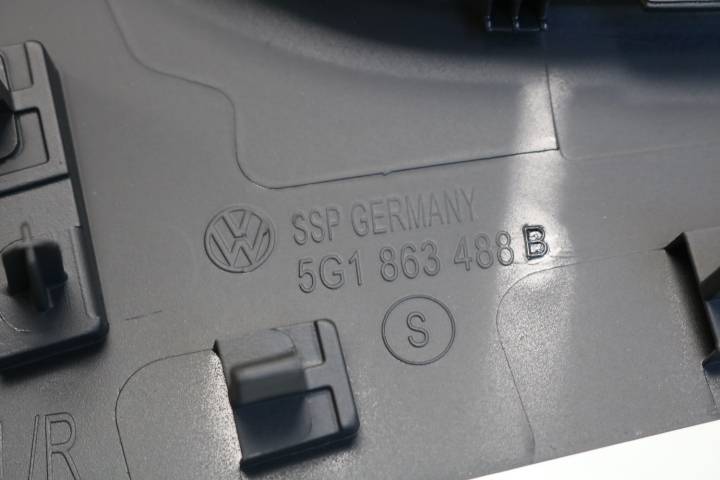 SSP GERMANY
5G1 863 488 B
S
/R